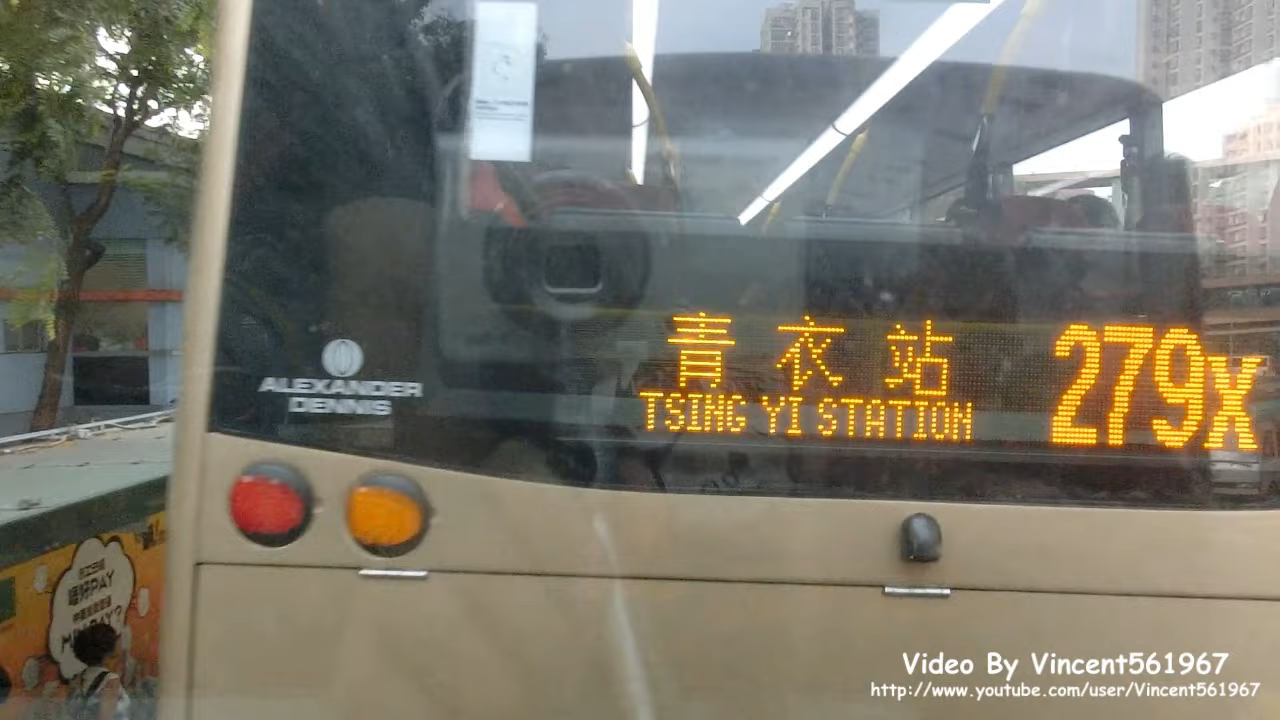 青衣站
TSING YI STATION
279X
ALEXANDER
DENNIS
Video By Vincent561967
http://www.youtube.com/user/Vincent561967